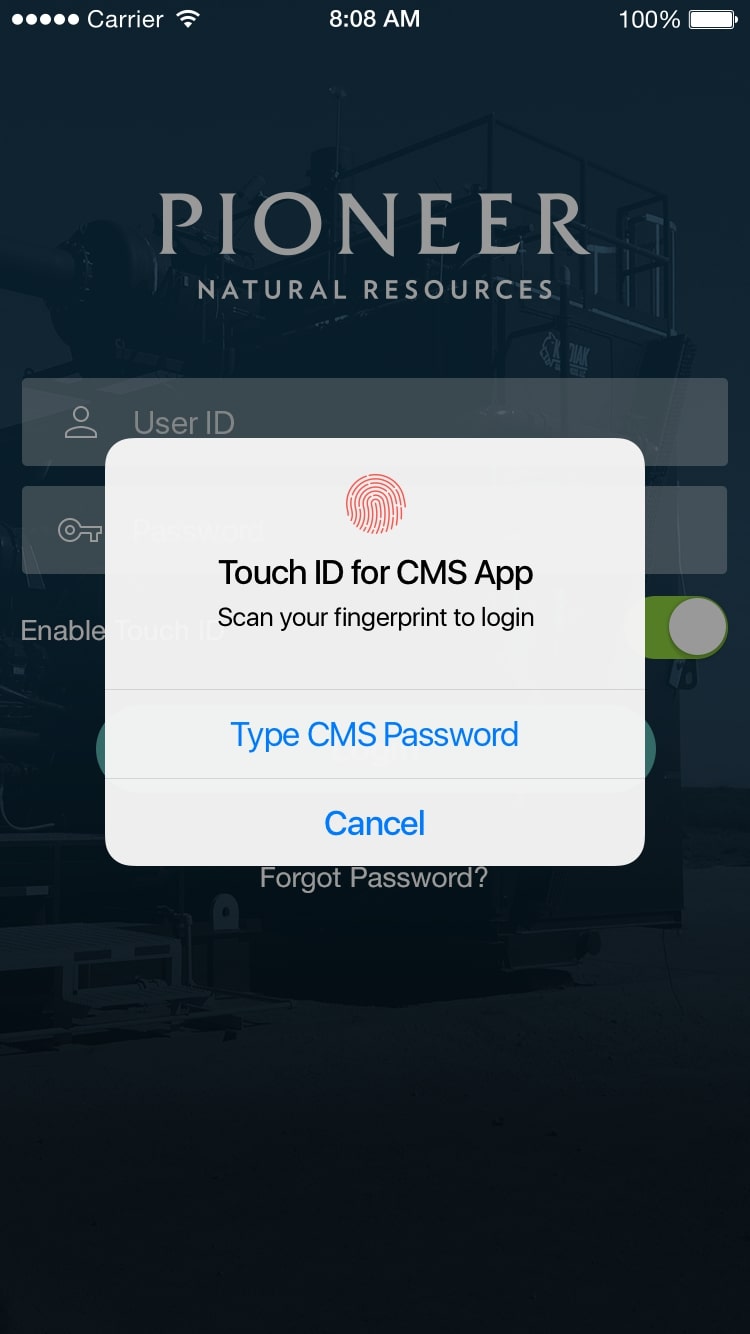 Carrier 8:08 AM 100%
PIONEER
NATURAL RESOURCES
KODIAK
User ID
Password
Touch ID for CMS App
Scan your fingerprint to login
Enable Touch ID
Type CMS Password
Cancel
Forgot Password?